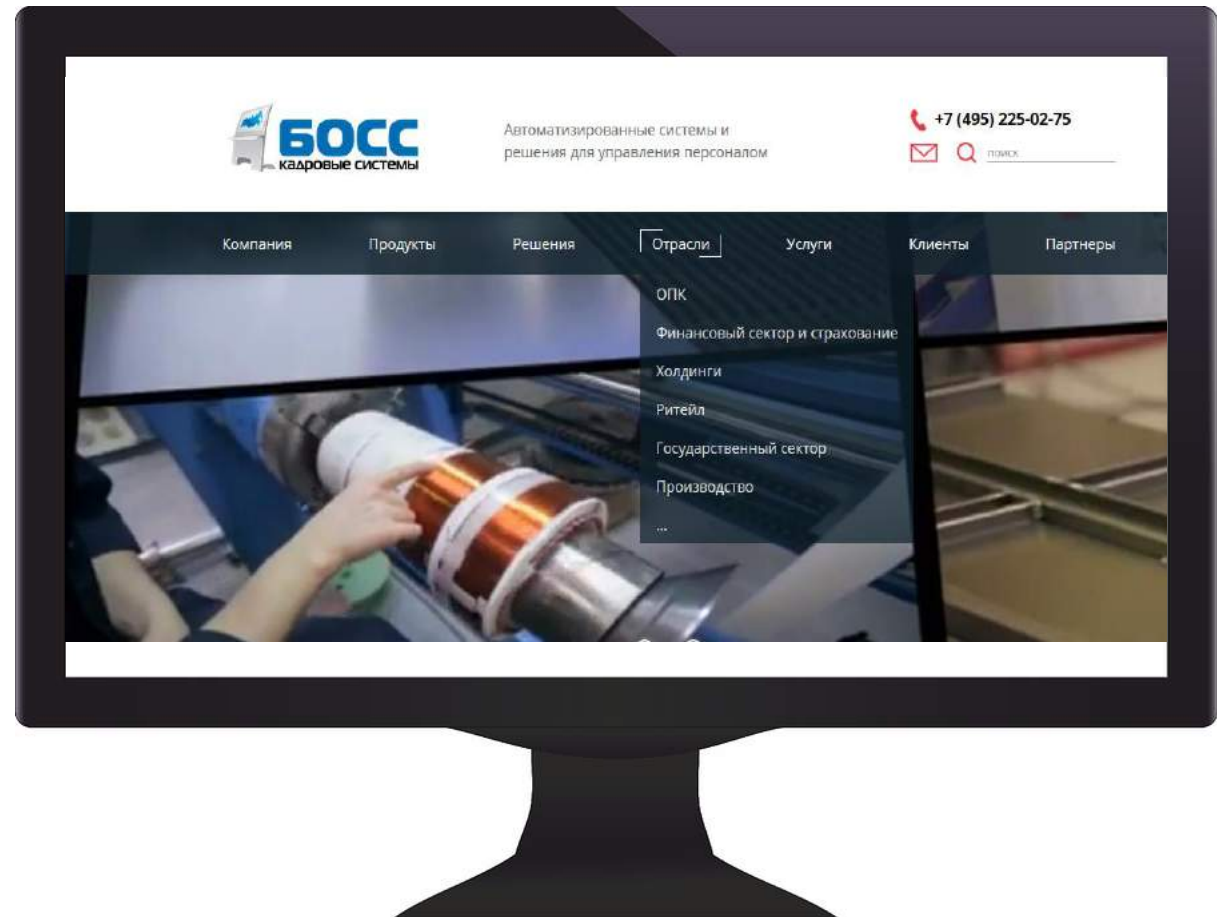 БОСС
кадровые системы
Автоматизированные системы и
решения для управления персоналом
+7 (495) 225-02-75
поиск
Компания Продукты Решения Отрасли Услуги Клиенты Партнеры
ОПК
Финансовый сектор и страхование
Холдинги
Ритейл
Государственный сектор
Производство
...